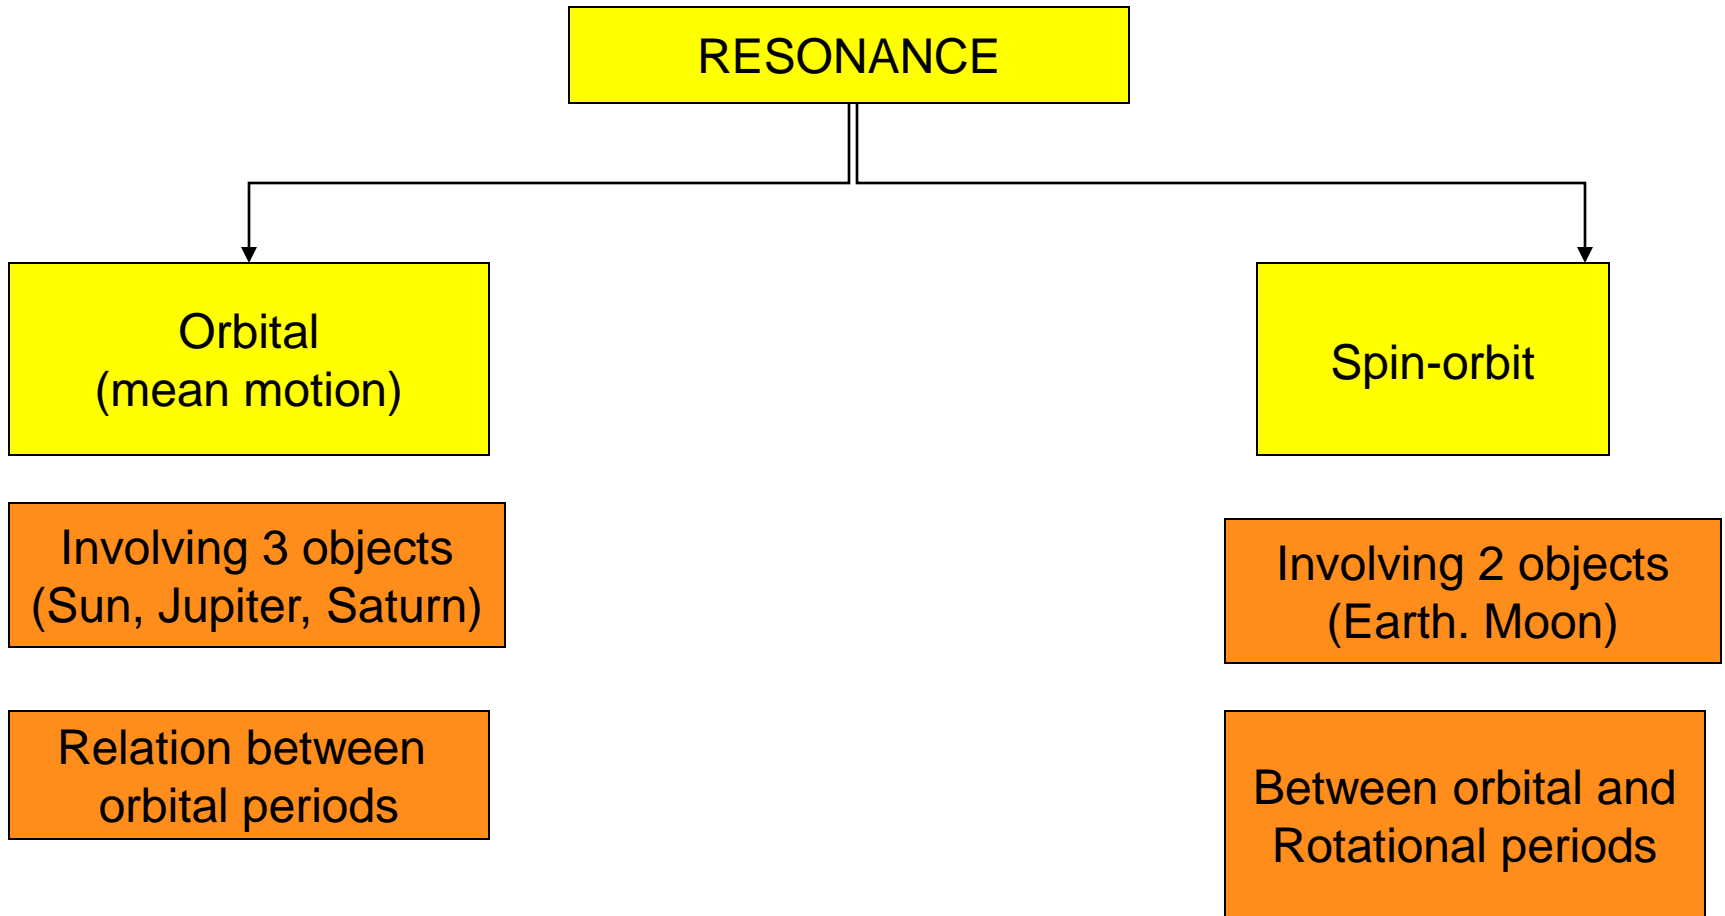 RESONANCE
Orbital
(mean motion)
Spin-orbit
Involving 3 objects
(Sun, Jupiter, Saturn)
Involving 2 objects
(Earth. Moon)
Relation between
orbital periods
Between orbital and
Rotational periods